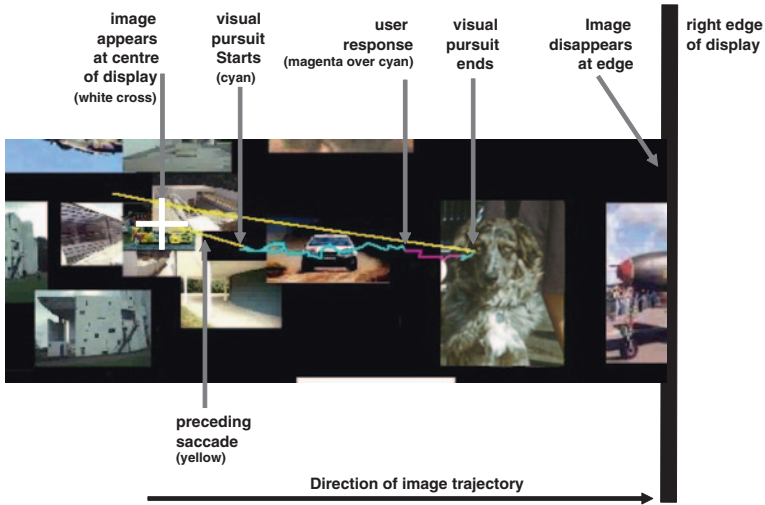 image
appears
at centre
of display
(white cross)
visual
pursuit
Starts
(cyan)
user
response
(magenta over cyan)
visual
pursuit
ends
Image
disappears
at edge
right edge
of display
preceding
saccade
(yellow)
Direction of image trajectory